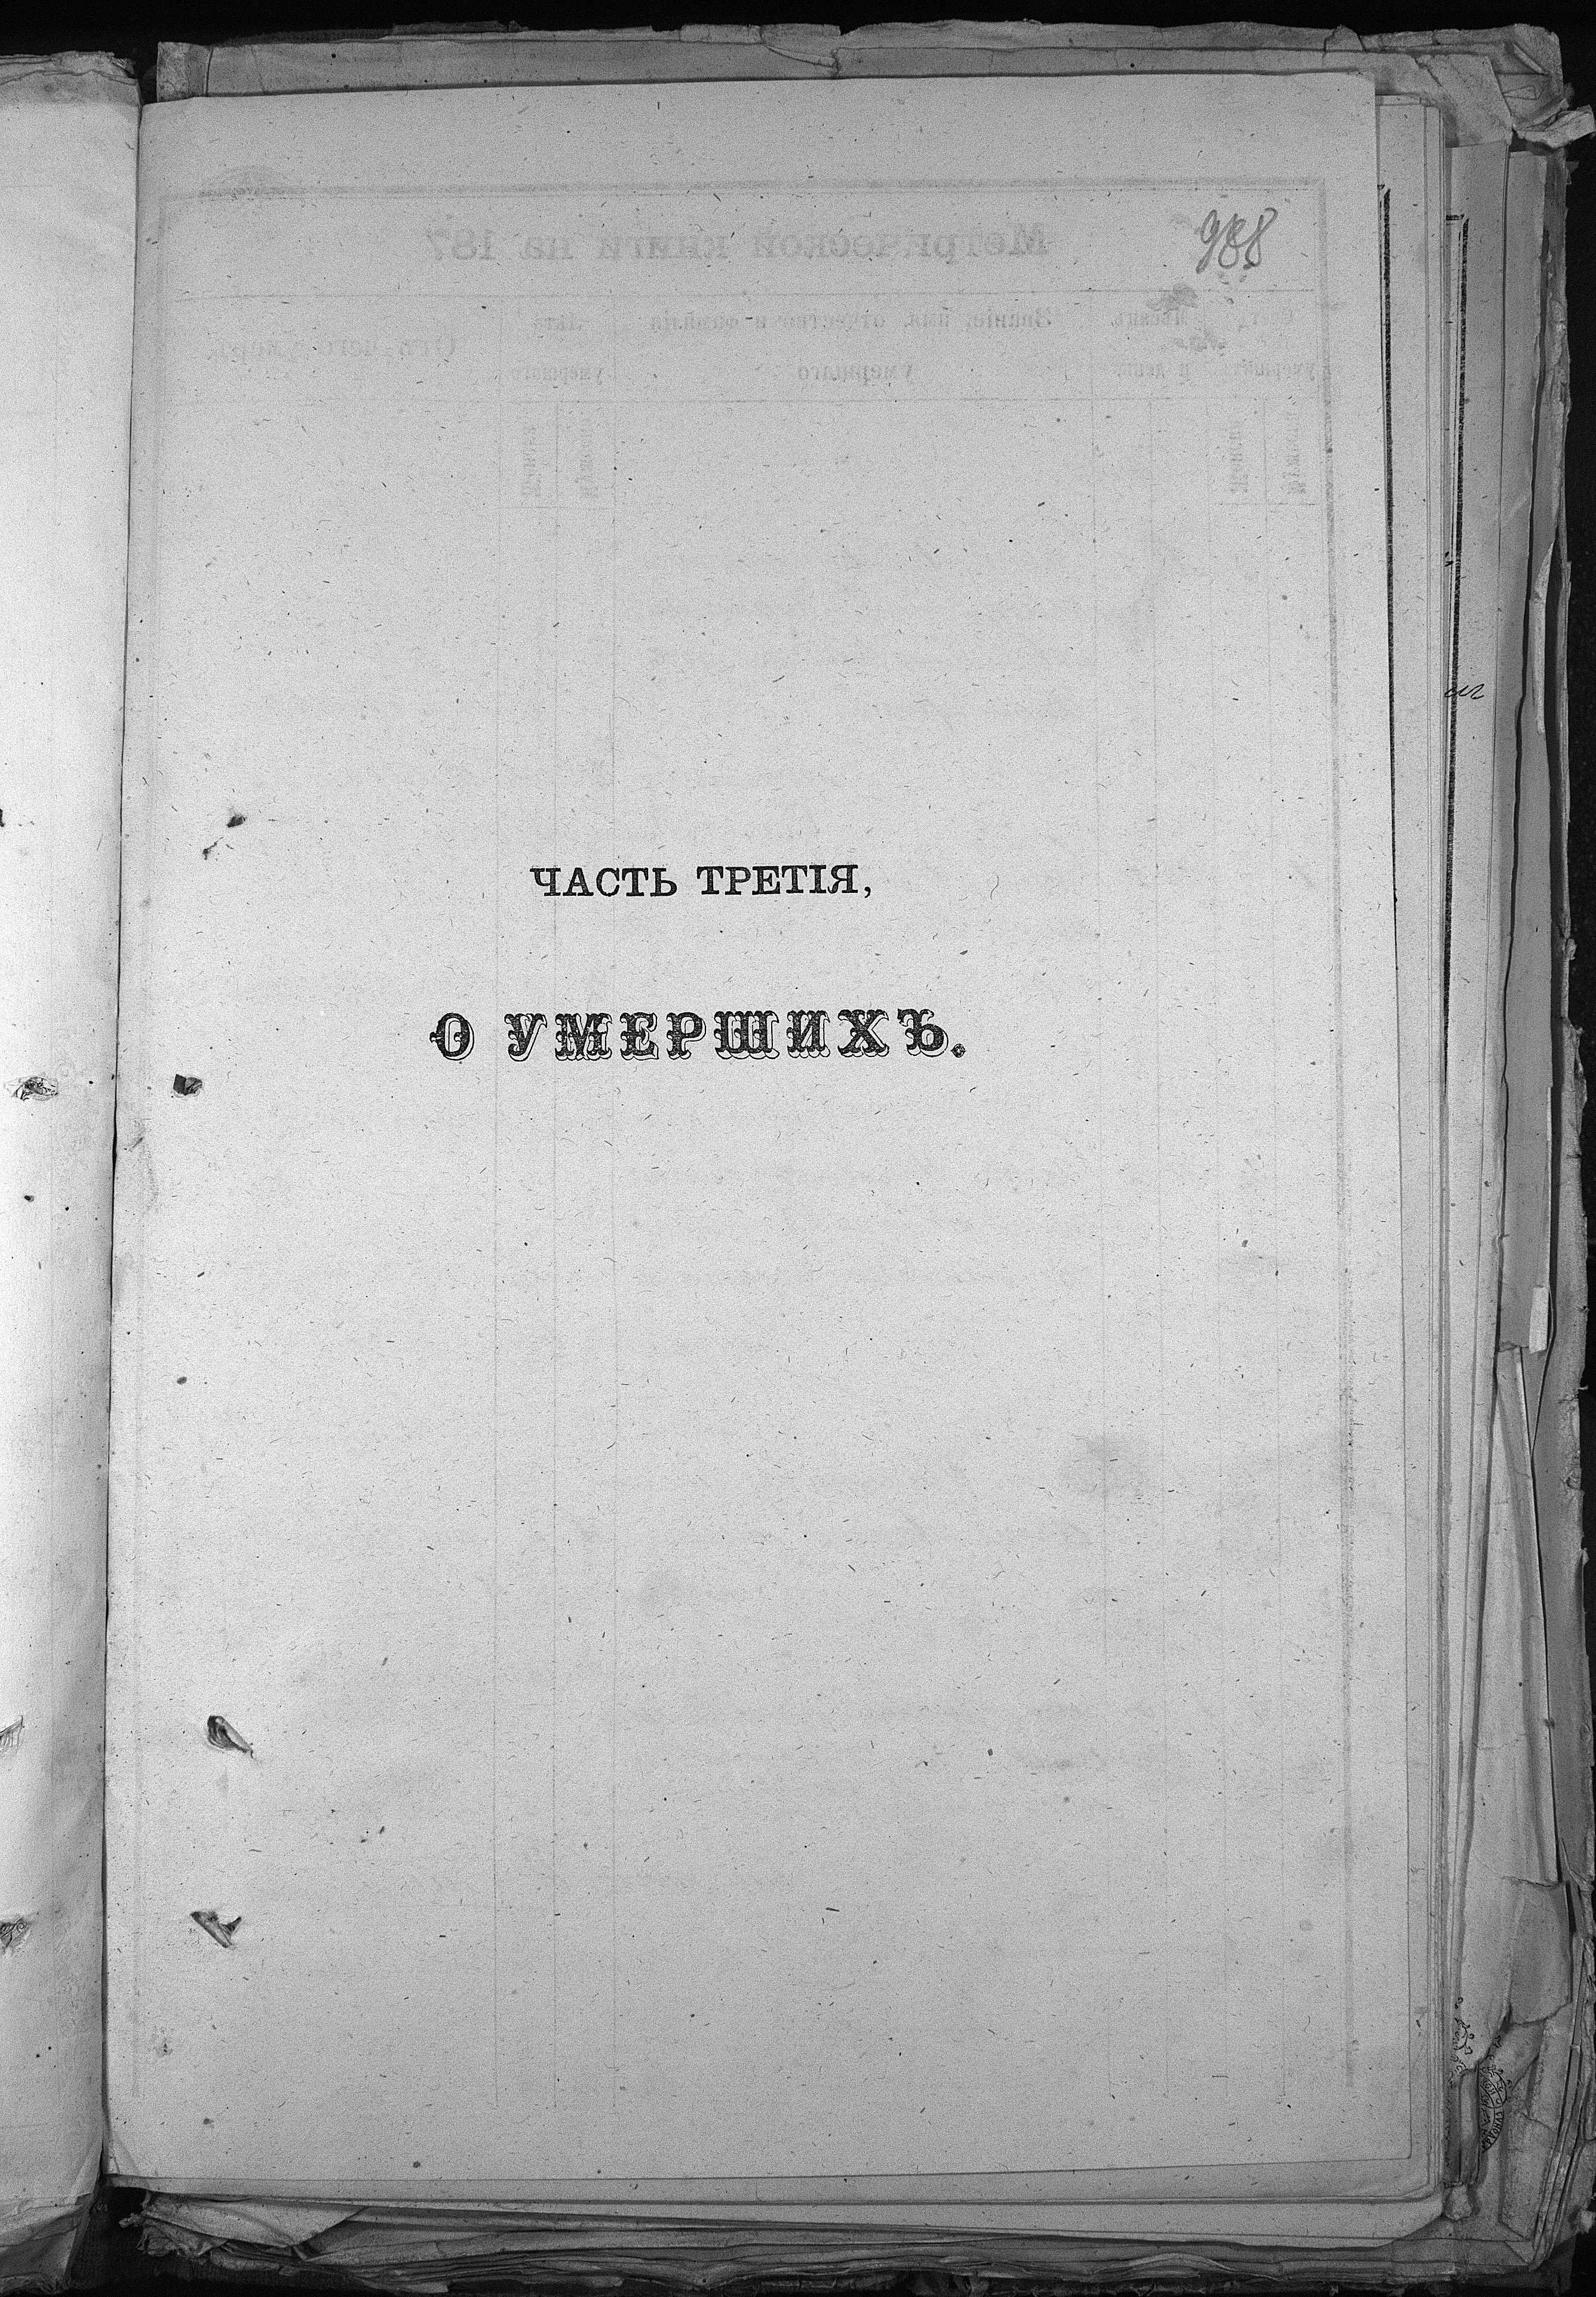 988
ЧАСТЬ ТРЕТІЯ,
О УМЕРШИХЪ.